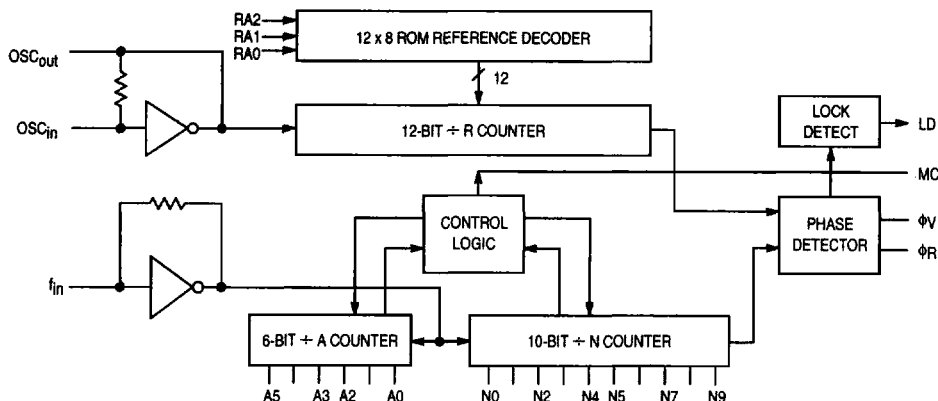 RA2
RA1
RA0
12 x 8 ROM REFERENCE DECODER
OSCout
12
OSCin
12-BIT ÷ R COUNTER
LOCK
DETECT
LD
MC
CONTROL
LOGIC
PHASE
DETECTOR
ϕV
ϕR
fin
6-BIT ÷ A COUNTER
10-BIT ÷ N COUNTER
A5 A3 A2 A0 N0 N2 N4 N5 N7 N9